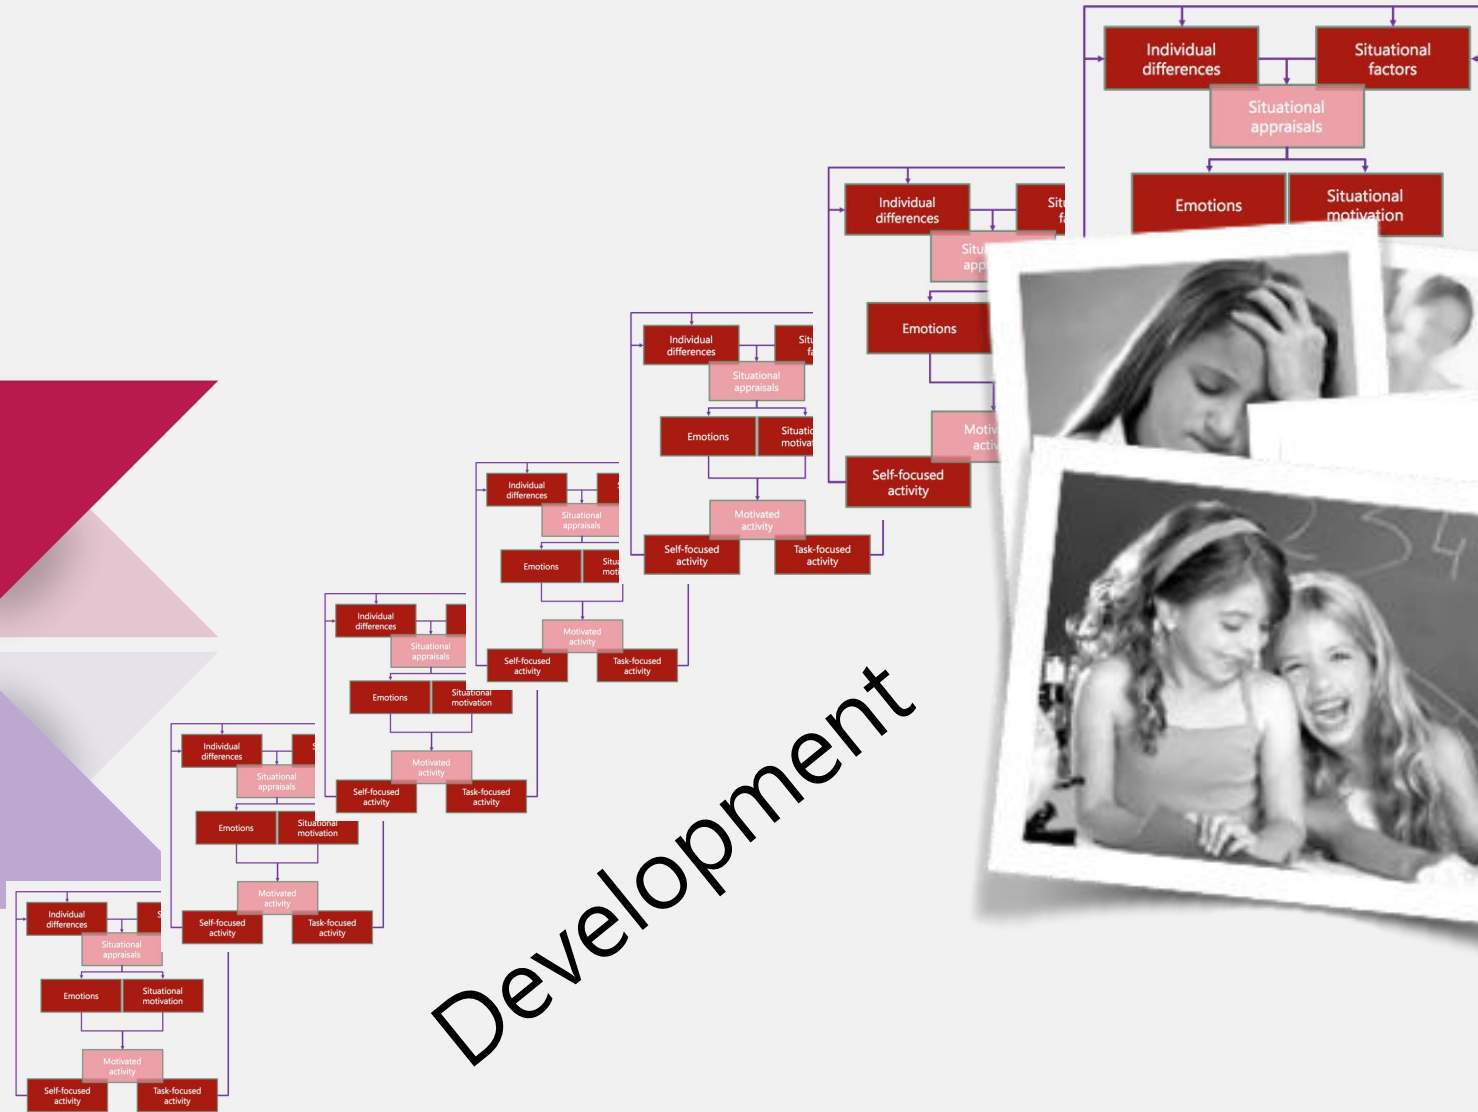 Individual
differences
Situational
factors
Situational
appraisals
Emotions
Situational
motivation
Individual
differences
Emotions
Self-focused
activity
Individual
differences
Situational
appraisals
Emotions
Motivated
activity
Self-focused
activity
Task-focused
activity
Individual
differences
Situational
appraisals
Emotions
Motivated
activity
Self-focused
activity
Task-focused
activity
Individual
differences
Situational
appraisals
Emotions
Situational
motivation
Motivated
activity
Self-focused
activity
Task-focused
activity
Individual
differences
Situational
appraisals
Emotions
Situational
motivation
Motivated
activity
Self-focused
activity
Task-focused
activity
Individual
differences
Situational
appraisals
Emotions
Situational
motivation
Motivated
activity
Self-focused
activity
Task-focused
activity
Development
2 3 4